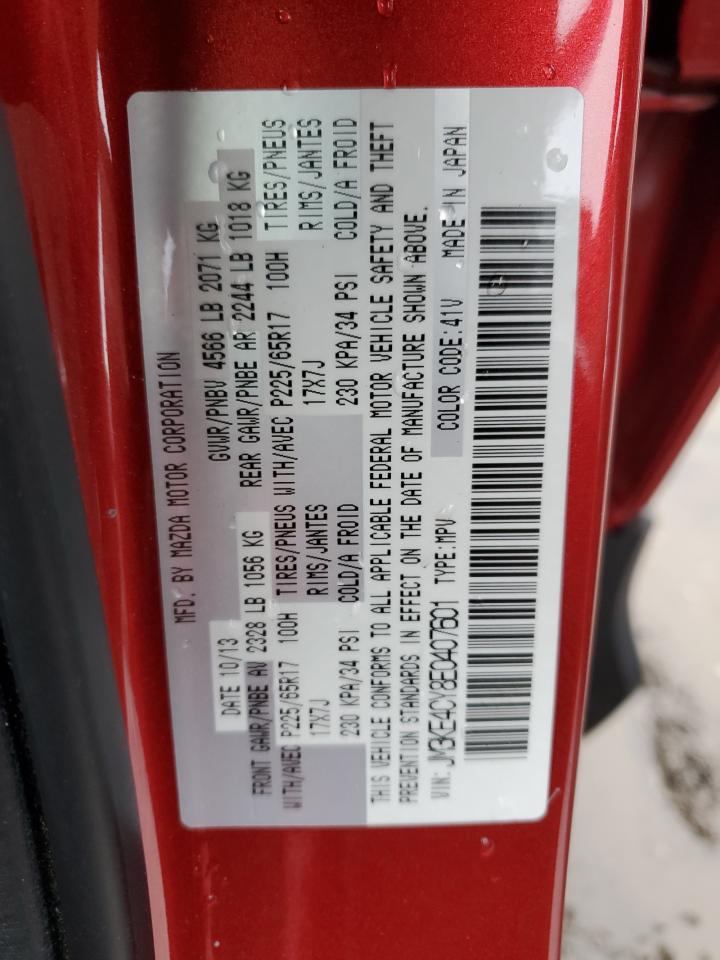 MFD. BY MAZDA MOTOR CORPORATION
DATE 10/13 GVWR/PNBV 4566 LB 2071 KG
FRONT GAWR/PNBE AV 2328 LB 1056 KG REAR GAWR/PNBE AR 2244 LB 1018 KG
WITH/AVEC P225/65R17 100H TIRES/PNEUS WITH/AVEC P225/65R17 100H TIRES/PNEUS
17X7J RIMS/JANTES 17X7J RIMS/JANTES
230 KPA/34 PSI COLD/A FROID 230 KPA/34 PSI COLD/A FROID
THIS VEHICLE CONFORMS TO ALL APPLICABLE FEDERAL MOTOR VEHICLE SAFETY AND THEFT
PREVENTION STANDARDS IN EFFECT ON THE DATE OF MANUFACTURE SHOWN ABOVE.
VIN: JM3KE4CY8E0407601 TYPE:MPV COLOR CODE:41V MADE IN JAPAN